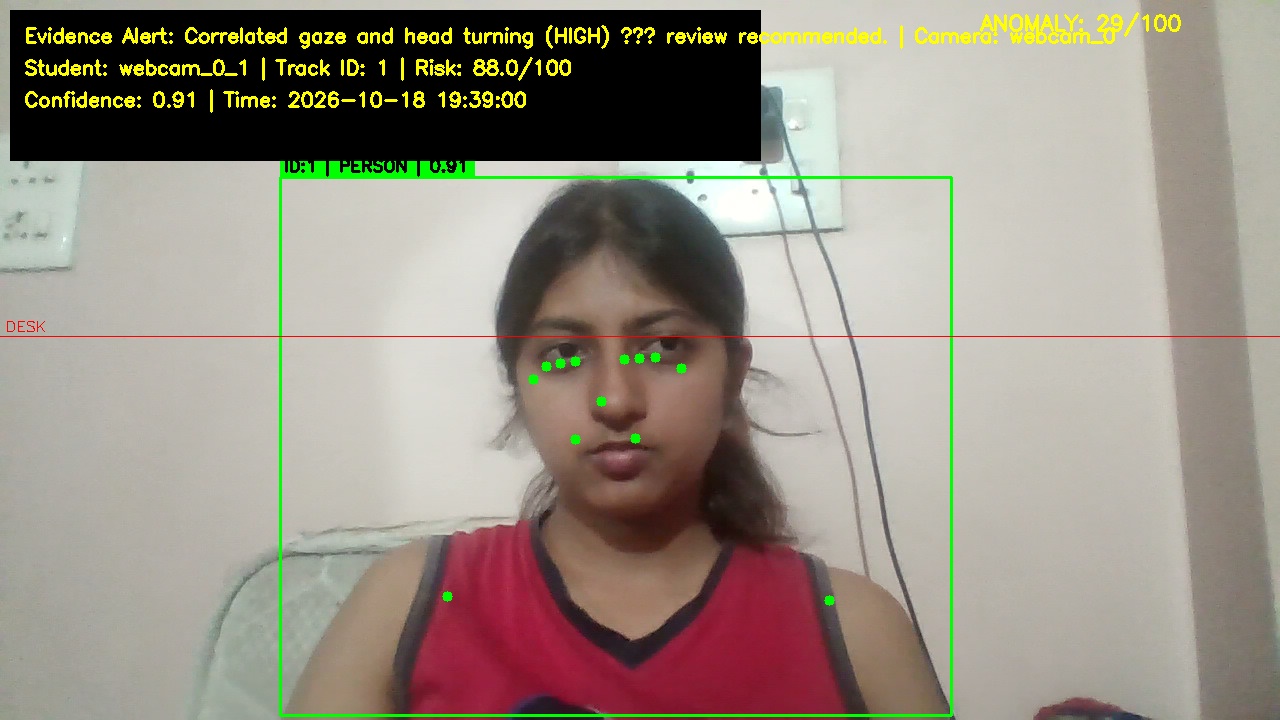 Evidence Alert: Correlated gaze and head turning (HIGH) ??? review recommended. | Camera: webcam_0
ANOMALY: 29/100
Student: webcam_0_1 | Track ID: 1 | Risk: 88.0/100
Confidence: 0.91 | Time: 2026-10-18 19:39:00
ID:1 | PERSON | 0.91
DESK